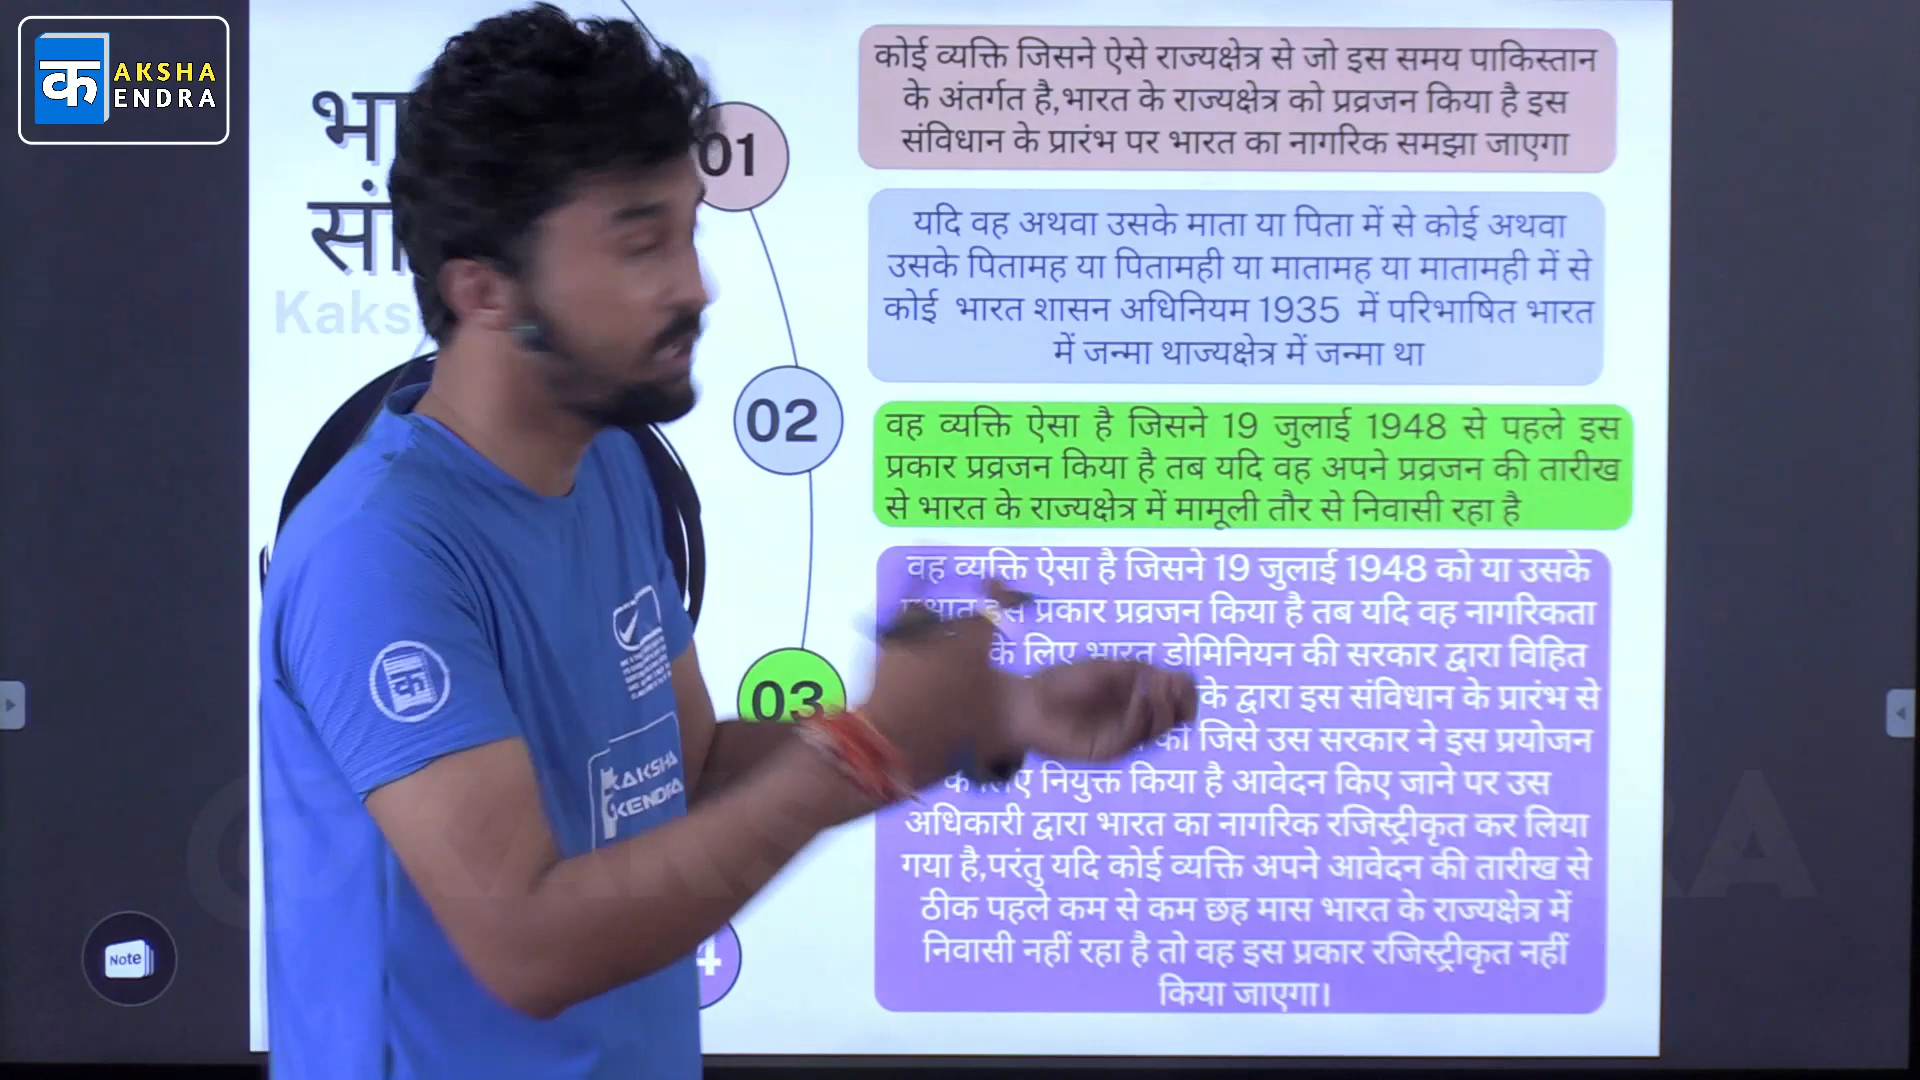 क
AKSHA
ENDRA
भा
सं
Kaks
01
कोई व्यक्ति जिसने ऐसे राज्यक्षेत्र से जो इस समय पाकिस्तान
के अंतर्गत है,भारत के राज्यक्षेत्र को प्रव्रजन किया है इस
संविधान के प्रारंभ पर भारत का नागरिक समझा जाएगा
02
यदि वह अथवा उसके माता या पिता में से कोई अथवा
उसके पितामह या पितामही या मातामह या मातामही में से
कोई भारत शासन अधिनियम 1935 में परिभाषित भारत
में जन्मा थाज्यक्षेत्र में जन्मा था
03
वह व्यक्ति ऐसा है जिसने 19 जुलाई 1948 से पहले इस
प्रकार प्रव्रजन किया है तब यदि वह अपने प्रव्रजन की तारीख
से भारत के राज्यक्षेत्र में मामूली तौर से निवासी रहा है
4
वह व्यक्ति ऐसा है जिसने 19 जुलाई 1948 को या उसके
इस प्रकार प्रव्रजन किया है तब यदि वह नागरिकता
के लिए भारत डोमिनियन की सरकार द्वारा विहित
के द्वारा इस संविधान के प्रारंभ से
को जिसे उस सरकार ने इस प्रयोजन
नियुक्त किया है आवेदन किए जाने पर उस
अधिकारी द्वारा भारत का नागरिक रजिस्ट्रीकृत कर लिया
गया है,परंतु यदि कोई व्यक्ति अपने आवेदन की तारीख से
ठीक पहले कम से कम छह मास भारत के राज्यक्षेत्र में
निवासी नहीं रहा है तो वह इस प्रकार रजिस्ट्रीकृत नहीं
किया जाएगा।
क
KAKSHA
KENDRA
Note